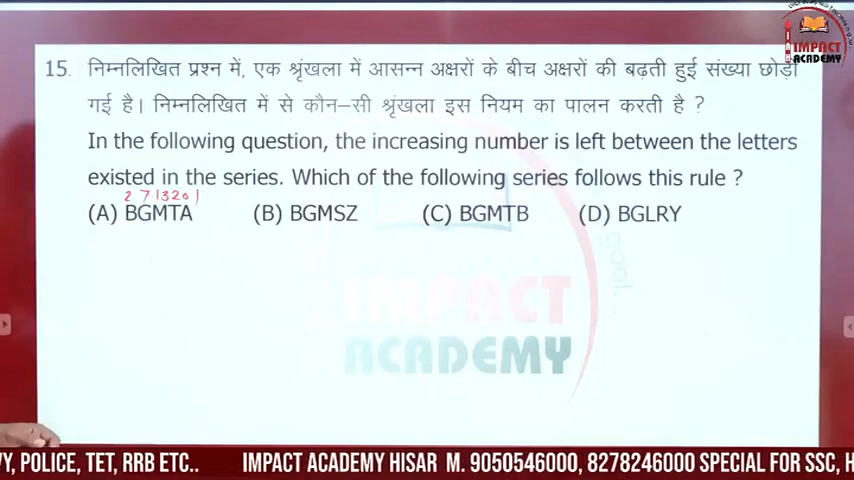 IMPACT
ACADEMY
15. निम्नलिखित प्रश्न में, एक श्रृंखला में आसन्न अक्षरों के बीच अक्षरों की बढ़ती हुई संख्या छोड़ी
गई है। निम्नलिखित में से कौन–सी श्रृंखला इस नियम का पालन करती है ?
In the following question, the increasing number is left between the letters
existed in the series. Which of the following series follows this rule ?
2 7 13 20 1
(A) BGMTA (B) BGMSZ (C) BGMTB (D) BGLRY
goal...
IMPACT
ACADEMY
VY, POLICE, TET, RRB ETC.. IMPACT ACADEMY HISAR M. 9050546000, 8278246000 SPECIAL FOR SSC, H